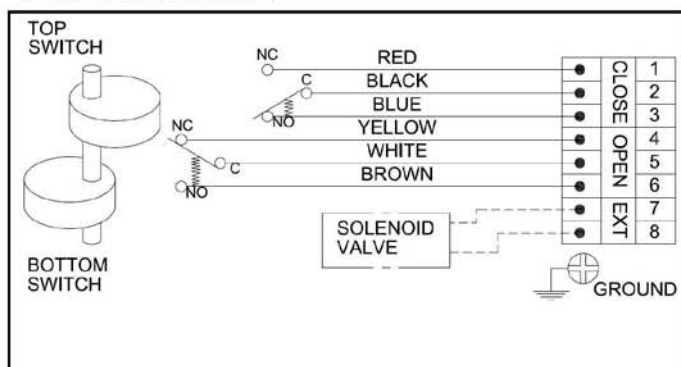 TOP
SWITCH
NC
RED
C
BLACK
BLUE
NO
NC
YELLOW
C
WHITE
BROWN
NO
CLOSE
OPEN
EXT
1
2
3
4
5
6
7
8
SOLENOID
VALVE
BOTTOM
SWITCH
GROUND